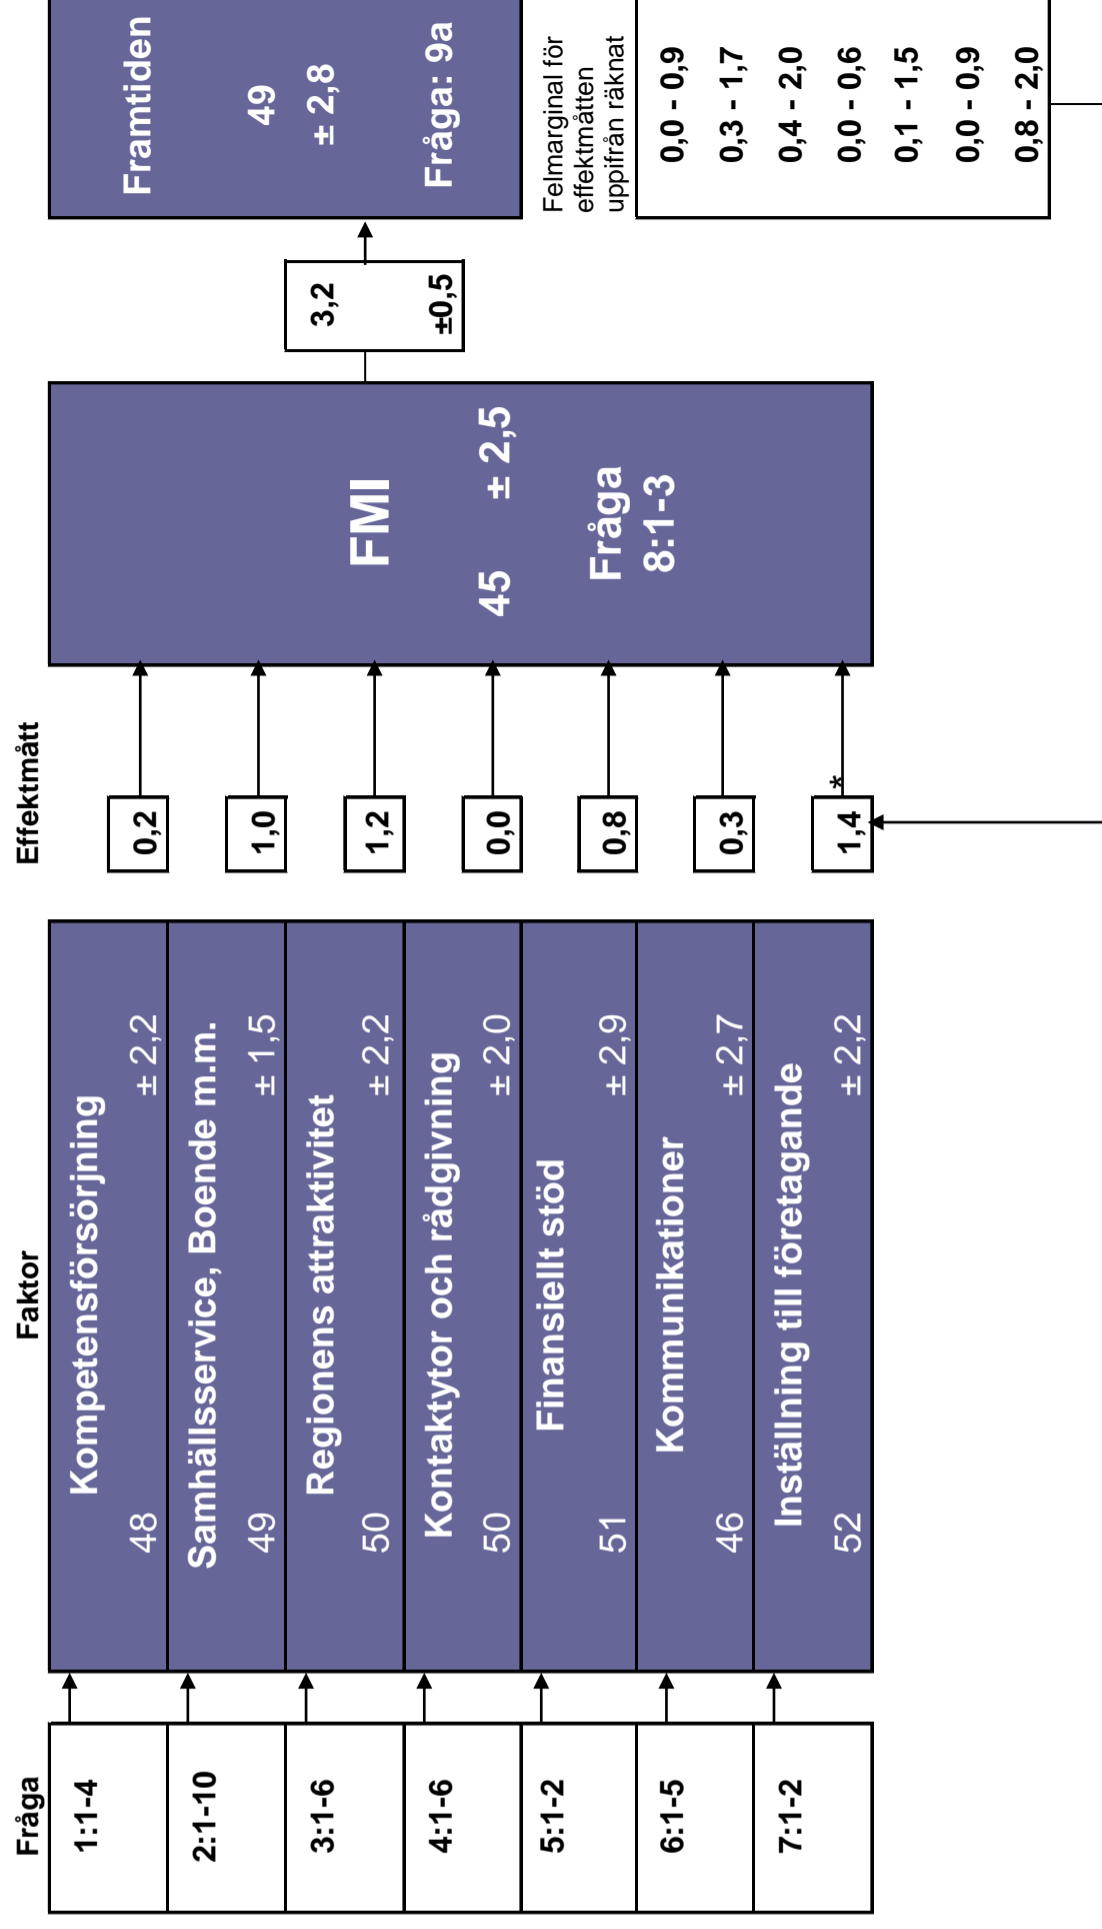 Fråga
Faktor
Effektmått
1:1-4
Kompetensförsörjning
48 ± 2,2
0,2
2:1-10
Samhällsservice, Boende m.m.
49 ± 1,5
1,0
3:1-6
Regionens attraktivitet
50 ± 2,2
1,2
4:1-6
Kontaktytor och rådgivning
50 ± 2,0
0,0
5:1-2
Finansiellt stöd
51 ± 2,9
0,8
6:1-5
Kommunikationer
46 ± 2,7
0,3
7:1-2
Inställning till företagande
52 ± 2,2
1,4 *
FMI
45 ± 2,5
Fråga
8:1-3
3,2
±0,5
Framtiden
49
± 2,8
Fråga: 9a
Felmarginal för
effektmåtten
uppifrån räknat
0,0 - 0,9
0,3 - 1,7
0,4 - 2,0
0,0 - 0,6
0,1 - 1,5
0,0 - 0,9
0,8 - 2,0